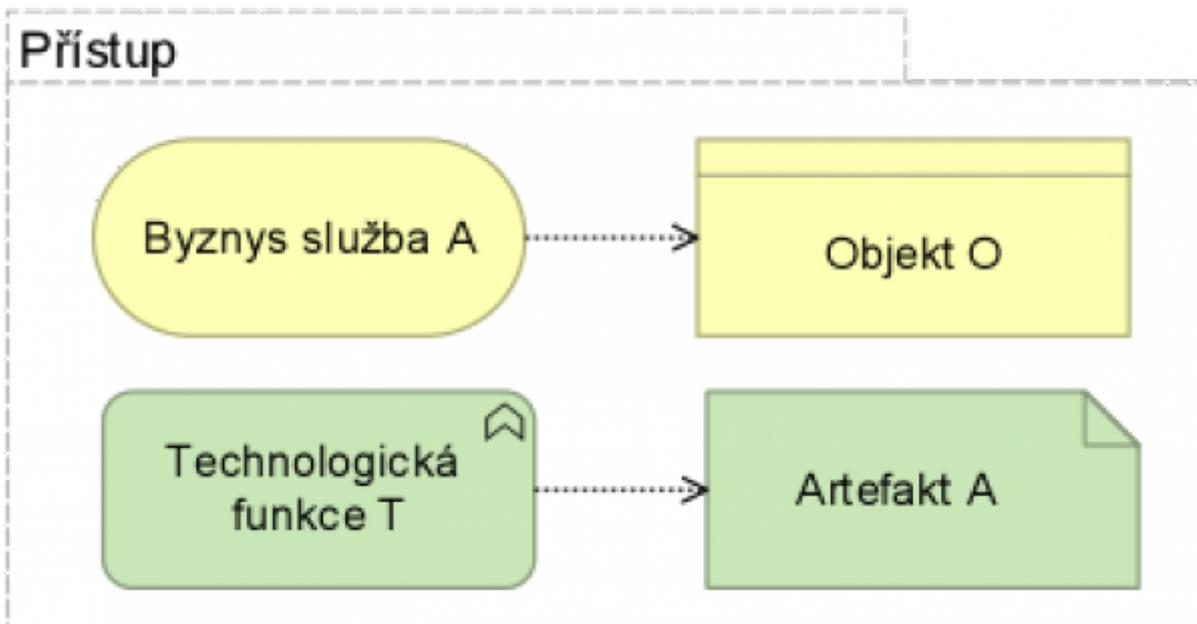 Přístup
Byznys služba A
Objekt O
Technologická
funkce T
Artefakt A